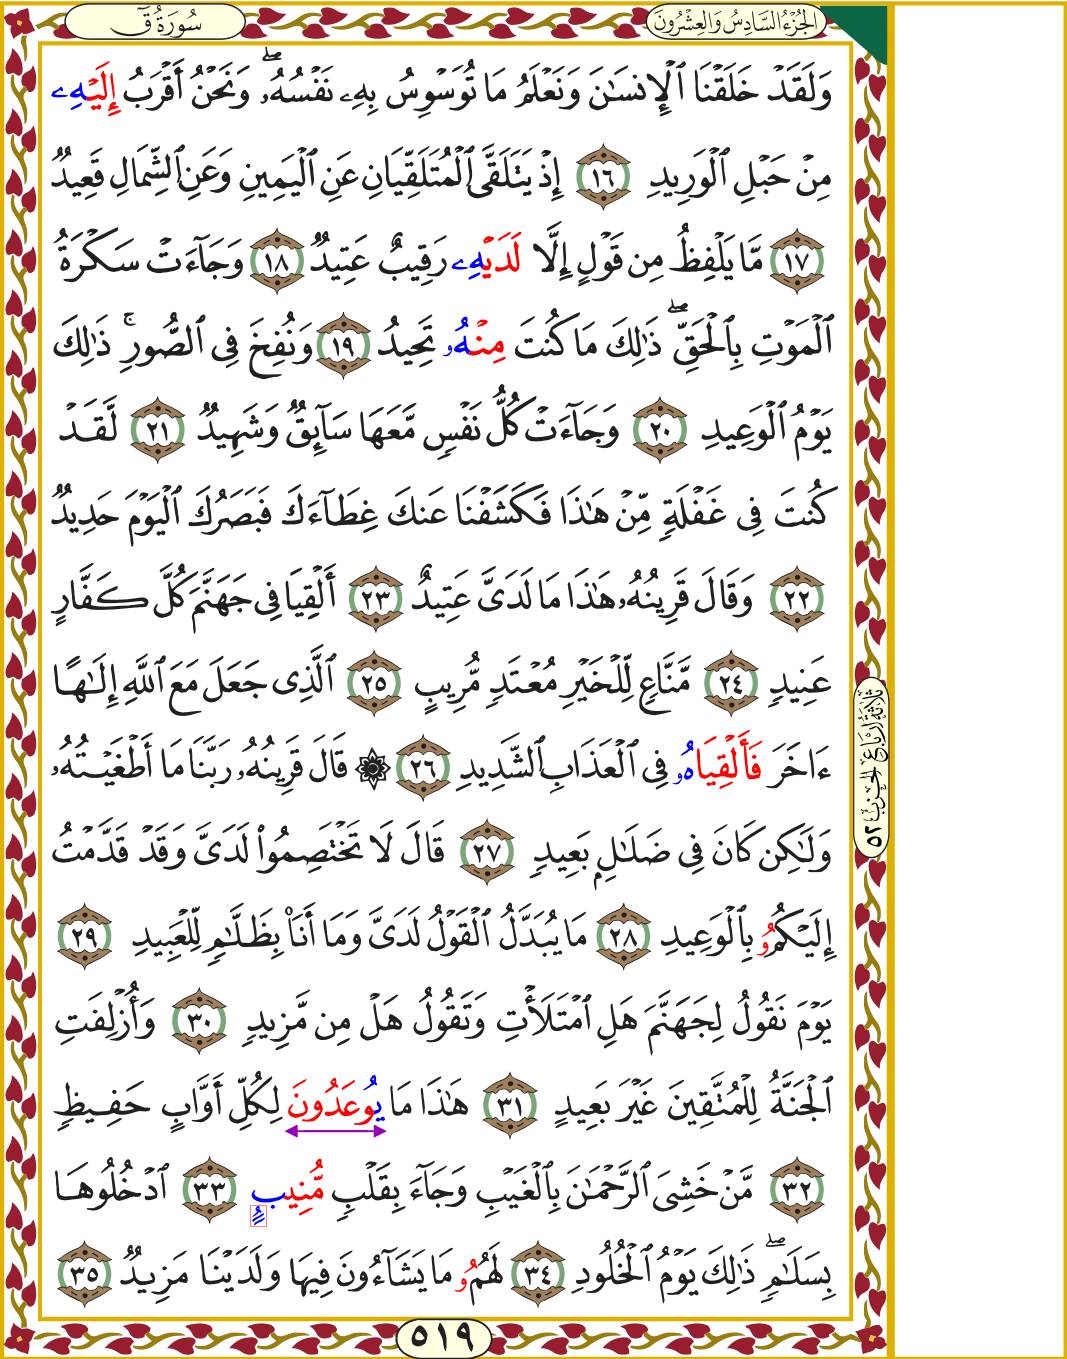 سُورَةُ قٓ
الجُزْءُ السَّادِسُ وَالعِشْرُونَ
وَلَقَدْ خَلَقْنَا ٱلْإِنسَٰنَ وَنَعْلَمُ مَا تُوَسْوِسُ بِهِۦ نَفْسُهُۥۖ وَنَحْنُ أَقْرَبُ إِلَيْهِۦ
مِنْ حَبْلِ ٱلْوَرِيدِ ١٦ إِذْ يَتَلَقَّى ٱلْمُتَلَقِّيَانِ عَنِ ٱلْيَمِينِ وَعَنِ ٱلشِّمَالِ قَعِيدٌ
١٧ مَّا يَلْفِظُ مِن قَوْلٍ إِلَّا لَدَيْهِۦ رَقِيبٌ عَتِيدٌ ١٨ وَجَآءَتْ سَكْرَةُ
ٱلْمَوْتِ بِٱلْحَقِّۖ ذَٰلِكَ مَا كُنتَ مِنْهُۥ تَحِيدُ ١٩ وَنُفِخَ فِى ٱلصُّورِۚ ذَٰلِكَ
يَوْمُ ٱلْوَعِيدِ ٢٠ وَجَآءَتْ كُلُّ نَفْسٍ مَّعَهَا سَآئِقٌ وَشَهِيدٌ ٢١ لَّقَدْ
كُنتَ فِى غَفْلَةٍ مِّنْ هَٰذَا فَكَشَفْنَا عَنكَ غِطَآءَكَ فَبَصَرُكَ ٱلْيَوْمَ حَدِيدٌ
٢٢ وَقَالَ قَرِينُهُۥ هَٰذَا مَا لَدَىَّ عَتِيدٌ ٢٣ أَلْقِيَا فِى جَهَنَّمَ كُلَّ كَفَّارٍ
عَنِيدٍ ٢٤ مَّنَّاعٍ لِّلْخَيْرِ مُعْتَدٍ مُّرِيبٍ ٢٥ ٱلَّذِى جَعَلَ مَعَ ٱللَّهِ إِلَٰهًا
ءَاخَرَ فَأَلْقِيَاهُۥ فِى ٱلْعَذَابِ ٱلشَّدِيدِ ٢٦ ۞ قَالَ قَرِينُهُۥ رَبَّنَا مَا أَطْغَيْتُهُۥ
وَلَٰكِن كَانَ فِى ضَلَٰلٍۭ بَعِيدٍ ٢٧ قَالَ لَا تَخْتَصِمُوا۟ لَدَىَّ وَقَدْ قَدَّمْتُ
إِلَيْكُمُۥ بِٱلْوَعِيدِ ٢٨ مَا يُبَدَّلُ ٱلْقَوْلُ لَدَىَّ وَمَا أَنَا۠ بِظَلَّٰمٍ لِّلْعَبِيدِ ٢٩
يَوْمَ نَقُولُ لِجَهَنَّمَ هَلِ ٱمْتَلَأْتِ وَتَقُولُ هَلْ مِن مَّزِيدٍ ٣٠ وَأُزْلِفَتِ
ٱلْجَنَّةُ لِلْمُتَّقِينَ غَيْرَ بَعِيدٍ ٣١ هَٰذَا مَا يُوعَدُونَ لِكُلِّ أَوَّابٍ حَفِيظٍ
٣٢ مَّنْ خَشِىَ ٱلرَّحْمَٰنَ بِٱلْغَيْبِ وَجَآءَ بِقَلْبٍ مُّنِيبٍ ٣٣ ٱدْخُلُوهَا
بِسَلَٰمٍۖ ذَٰلِكَ يَوْمُ ٱلْخُلُودِ ٣٤ لَهُمُۥ مَا يَشَآءُونَ فِيهَا وَلَدَيْنَا مَزِيدٌ ٣٥
ثَلَاثَةُ أَرْبَاعِ الحِزْبِ ٥٢
٥١٩